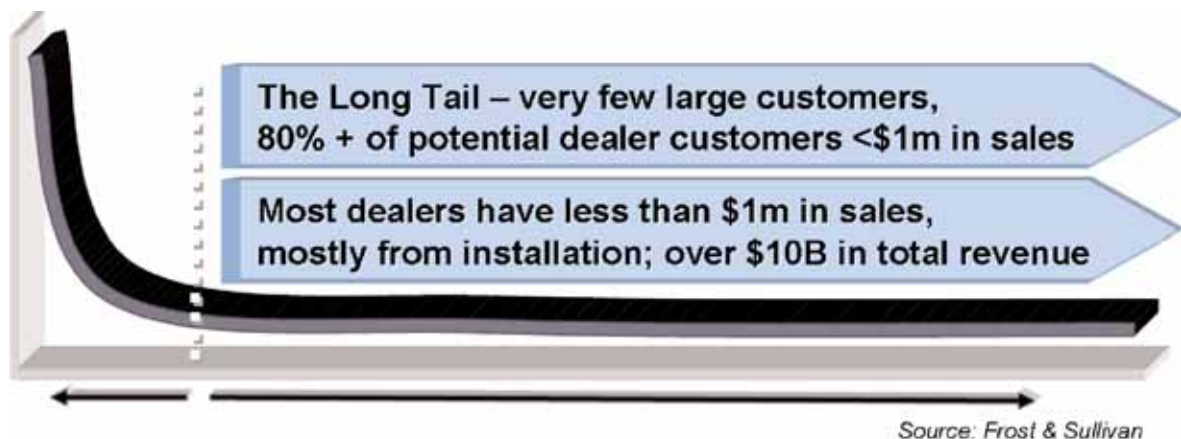 The Long Tail – very few large customers,
80% + of potential dealer customers <$1m in sales
Most dealers have less than $1m in sales,
mostly from installation; over $10B in total revenue
Source: Frost & Sullivan